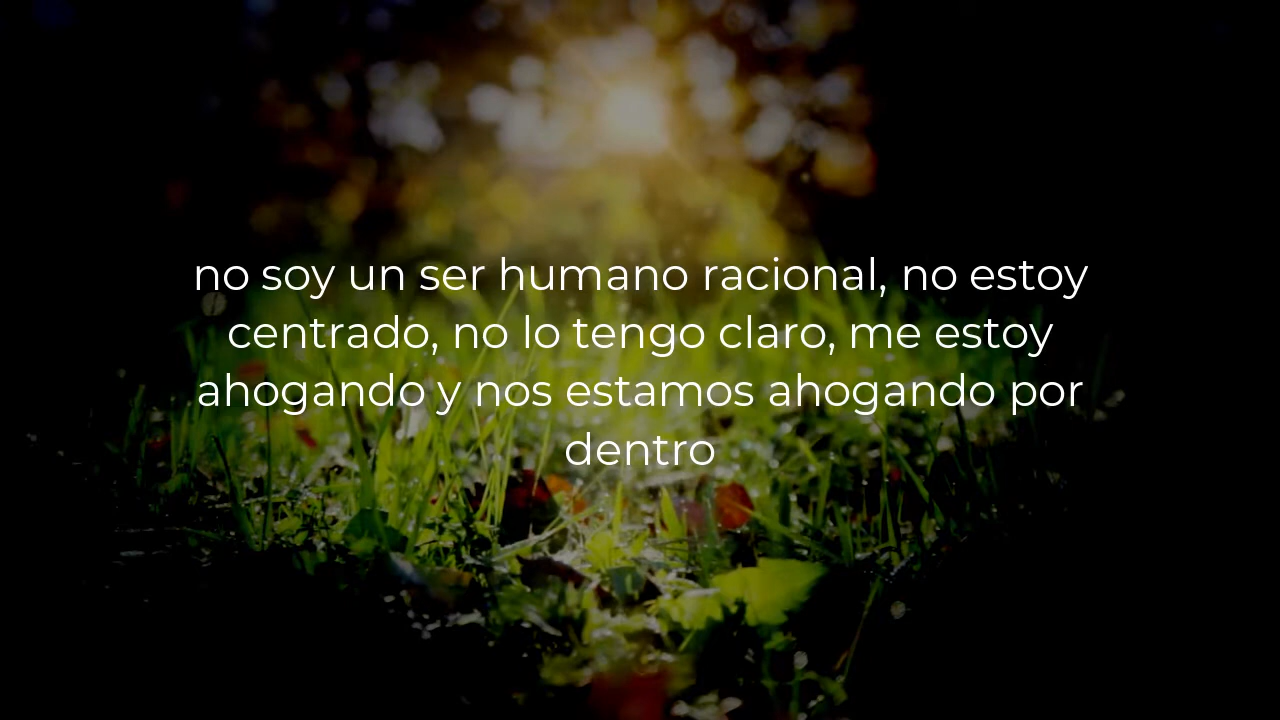 no soy un ser humano racional, no estoy
centrado, no lo tengo claro, me estoy
ahogando y nos estamos ahogando por
dentro